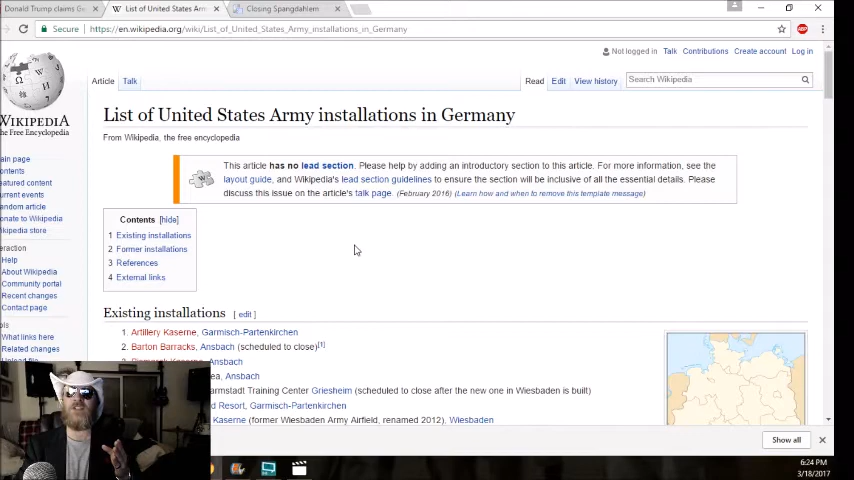 Donald Trump claims Ge
List of United States Arm
Closing Spangdahlem
Secure
https://en.wikipedia.org/wiki/List_of_United_States_Army_installations_in_Germany
ABP
Not logged in Talk Contributions Create account Log in
Article Talk
Read Edit View history
Search Wikipedia
WIKIPEDIA
The Free Encyclopedia
List of United States Army installations in Germany
From Wikipedia, the free encyclopedia
This article has no lead section. Please help by adding an introductory section to this article. For more information, see the
layout guide, and Wikipedia's lead section guidelines to ensure the section will be inclusive of all the essential details. Please
discuss this issue on the article's talk page. (February 2016) (Learn how and when to remove this template message)
ain page
ontents
eatured content
urrent events
andom article
onate to Wikipedia
ikipedia store
eraction
Help
About Wikipedia
Community portal
Recent changes
Contact page
ols
What links here
Related changes
Contents [hide]
1 Existing installations
2 Former installations
3 References
4 External links
Existing installations [ edit ]
1. Artillery Kaserne, Garmisch-Partenkirchen
2. Barton Barracks, Ansbach (scheduled to close)[1]
Ansbach
ea, Ansbach
armstadt Training Center Griesheim (scheduled to close after the new one in Wiesbaden is built)
d Resort, Garmisch-Partenkirchen
Kaserne (former Wiesbaden Army Airfield, renamed 2012), Wiesbaden
Show all
6:24 PM
3/18/2017